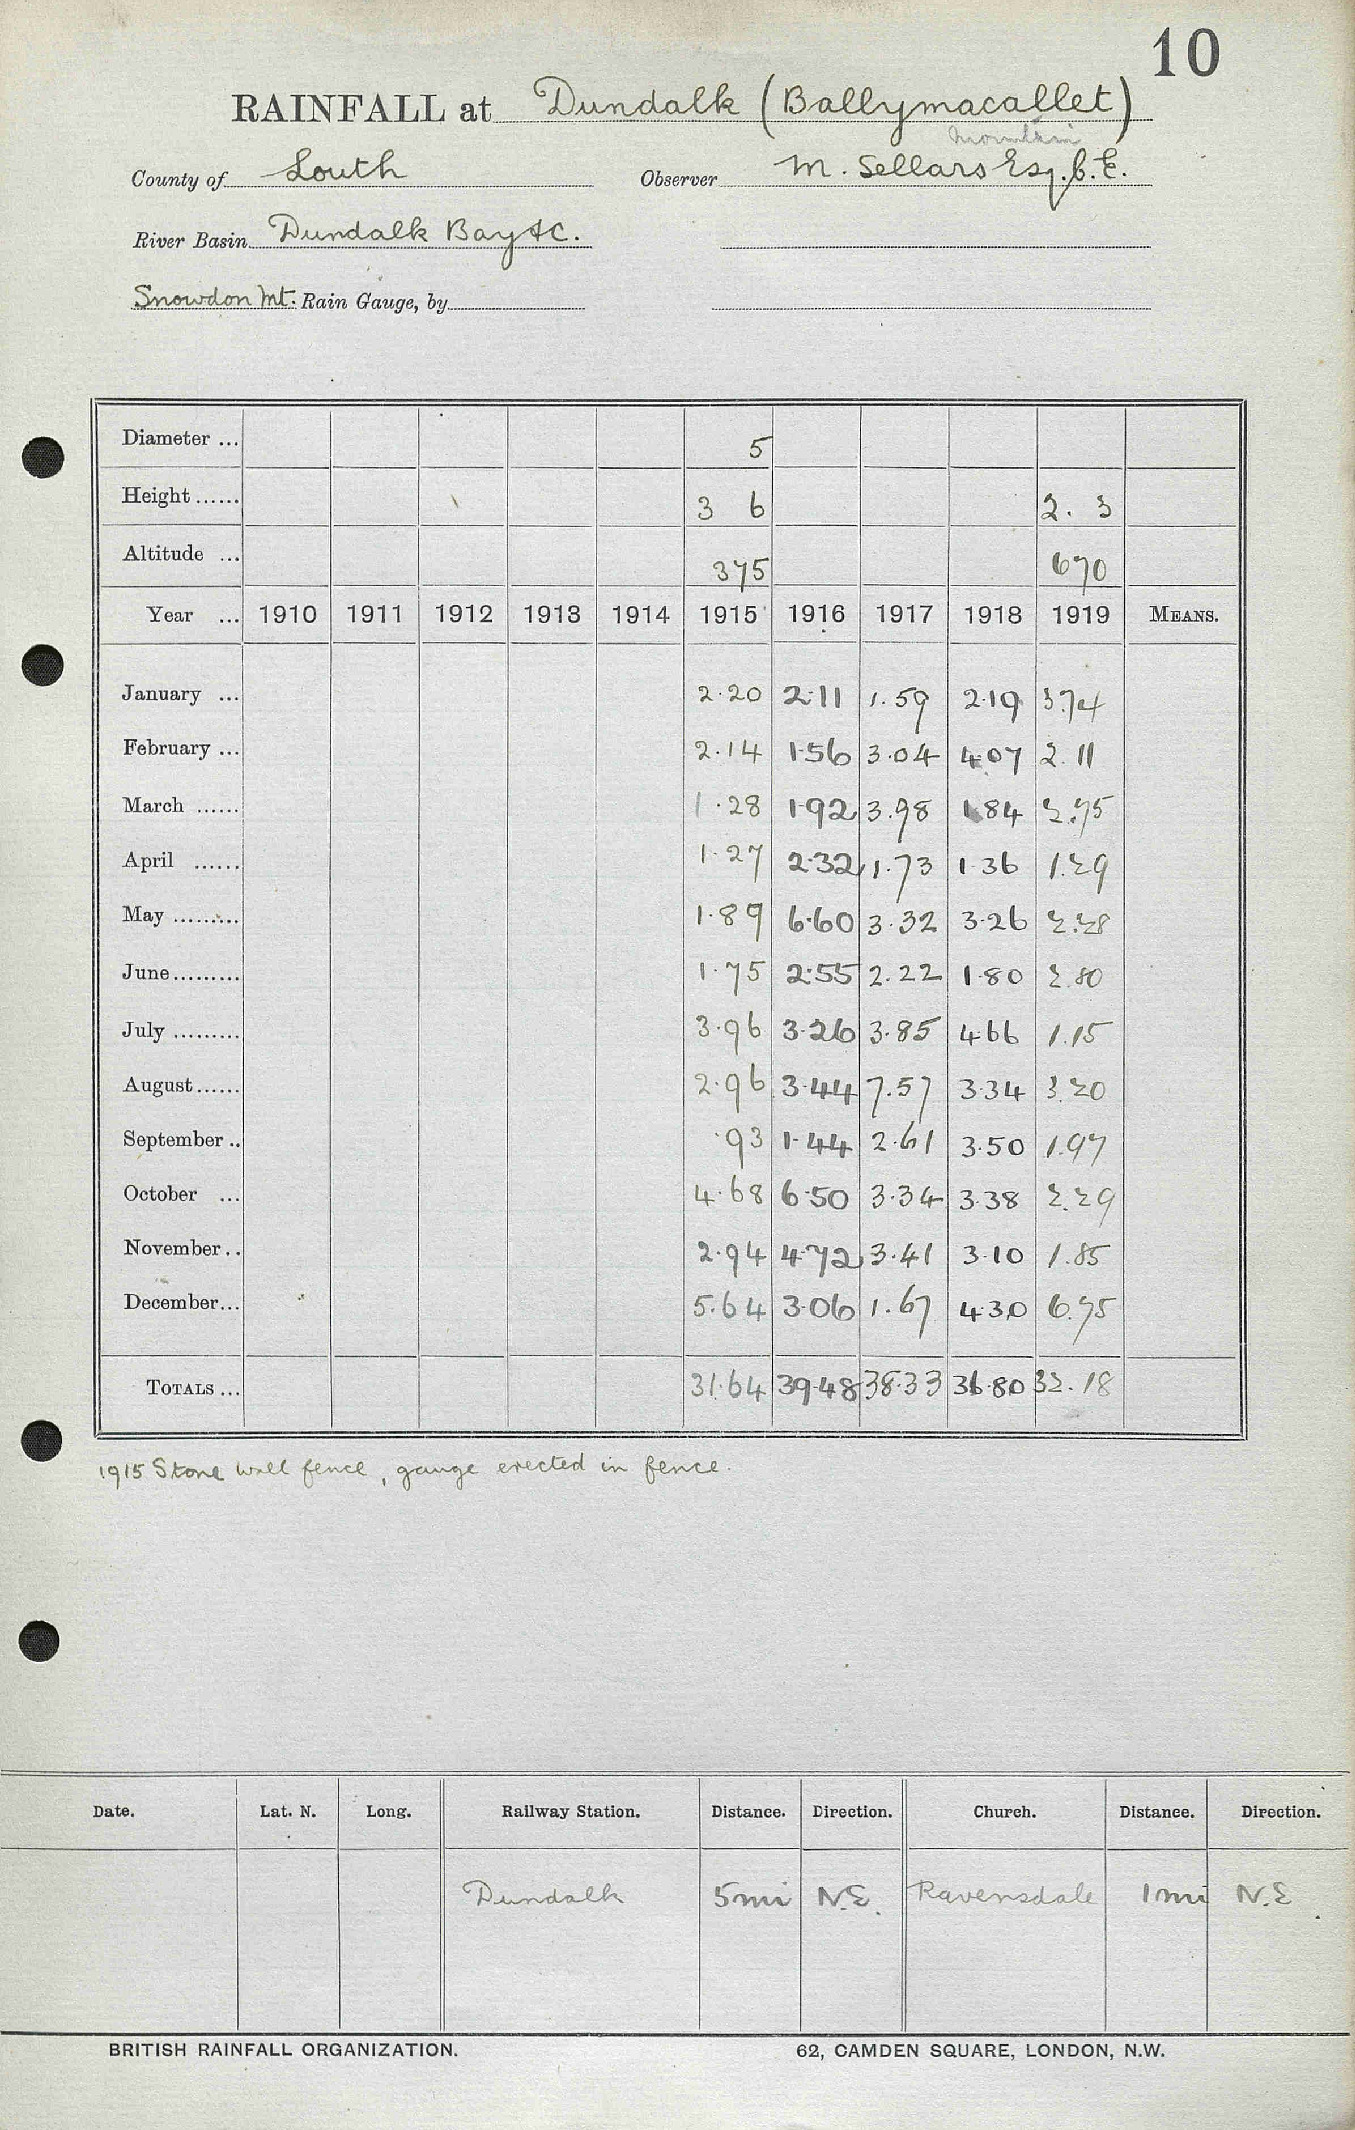 10
RAINFALL at Dundalk (Ballymacallet)
Mountain
County of Louth Observer M. Sellars Esq. C.E.
River Basin Dundalk Bay &C.
Snowdon Mt: Rain Gauge, by
Diameter ... 5
Height ...... 3 6 2. 3
Altitude ... 375 670
Year ... 1910 1911 1912 1913 1914 1915 1916 1917 1918 1919 MEANS.
January ... 2.20 2.11 1.59 2.19 3.74
February ... 2.14 1.56 3.04 4.07 2.11
March ...... 1.28 1.92 3.98 1.84 2.75
April ...... 1.27 2.32 1.73 1.36 1.29
May ......... 1.89 6.60 3.32 3.26 2.28
June ......... 1.75 2.55 2.22 1.80 2.80
July ......... 3.96 3.26 3.85 4.66 1.15
August ...... 2.96 3.44 7.57 3.34 3.20
September .. .93 1.44 2.61 3.50 1.97
October ... 4.68 6.50 3.34 3.38 2.29
November .. 2.94 4.72 3.41 3.10 1.85
December ... 5.64 3.06 1.67 4.30 6.75
TOTALS ... 31.64 39.48 38.33 36.80 32.18
1915 Stone wall fence, gauge erected in fence.
Date. Lat. N. Long. Railway Station. Distance. Direction. Church. Distance. Direction.
Dundalk 5mi N.E. Ravensdale 1mi N.E
BRITISH RAINFALL ORGANIZATION. 62, CAMDEN SQUARE, LONDON, N.W.